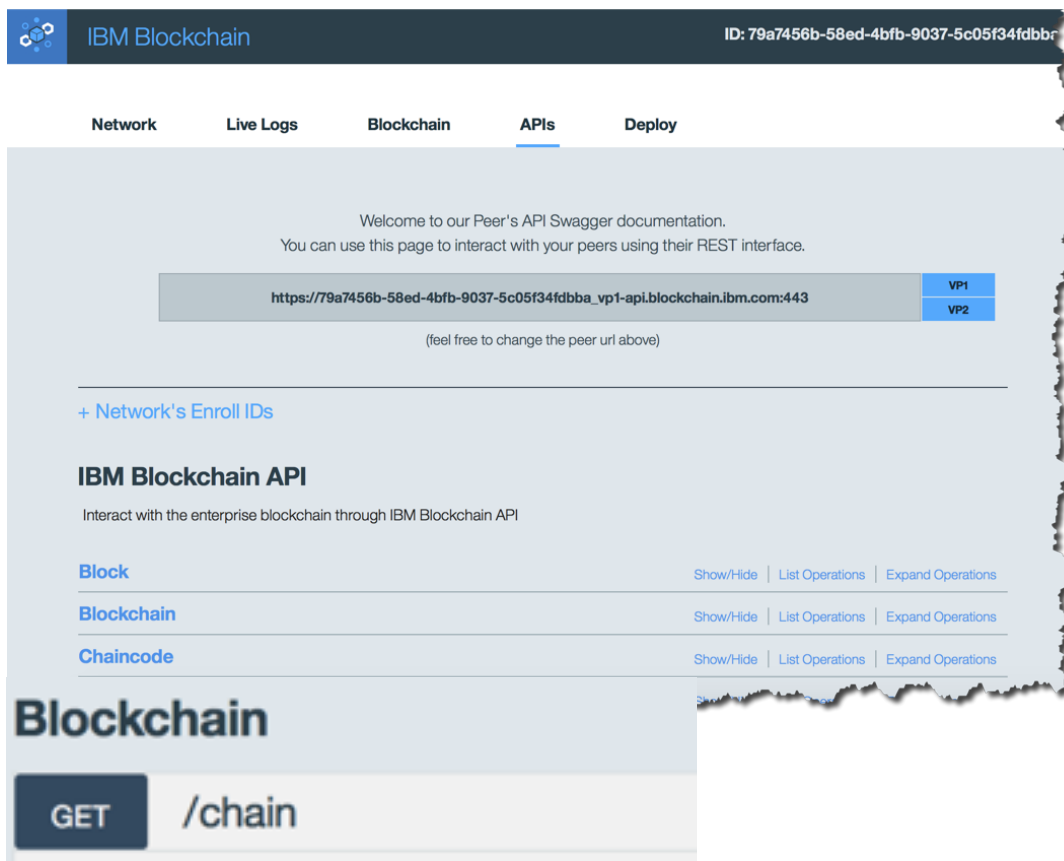 IBM Blockchain
ID: 79a7456b-58ed-4bfb-9037-5c05f34fdbba
Network Live Logs Blockchain APIs Deploy
Welcome to our Peer's API Swagger documentation.
You can use this page to interact with your peers using their REST interface.
https://79a7456b-58ed-4bfb-9037-5c05f34fdbba_vp1-api.blockchain.ibm.com:443
VP1
VP2
(feel free to change the peer url above)
+ Network's Enroll IDs
IBM Blockchain API
Interact with the enterprise blockchain through IBM Blockchain API
Block Show/Hide | List Operations | Expand Operations
Blockchain Show/Hide | List Operations | Expand Operations
Chaincode Show/Hide | List Operations | Expand Operations
Blockchain
GET /chain